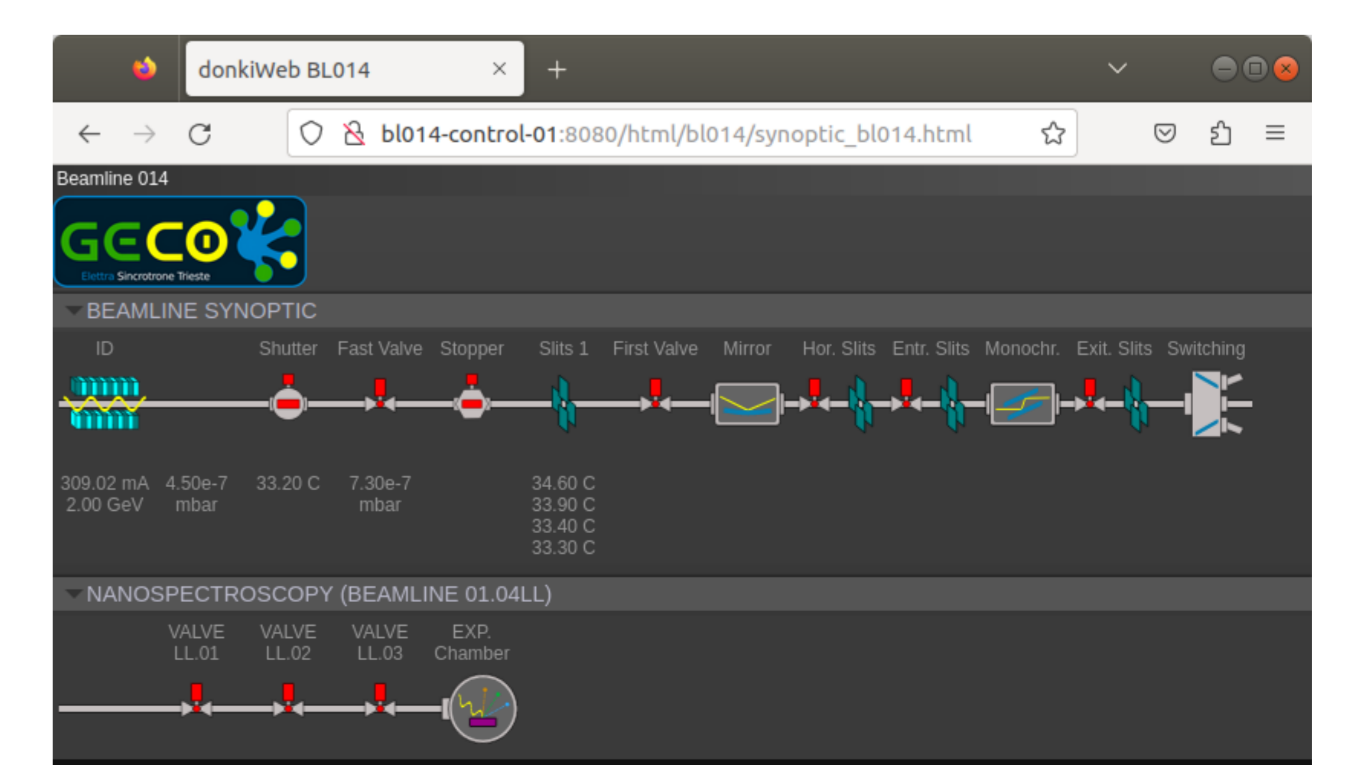 donkiWeb BL014
bl014-control-01:8080/html/bl014/synoptic_bl014.html
Beamline 014
GECO
Elettra Sincrotrone Trieste
BEAMLINE SYNOPTIC
ID Shutter Fast Valve Stopper Slits 1 First Valve Mirror Hor. Slits Entr. Slits Monochr. Exit. Slits Switching
309.02 mA 4.50e-7 33.20 C 7.30e-7 34.60 C
2.00 GeV mbar mbar 33.90 C
33.40 C
33.30 C
NANOSPECTROSCOPY (BEAMLINE 01.04LL)
VALVE VALVE VALVE EXP.
LL.01 LL.02 LL.03 Chamber